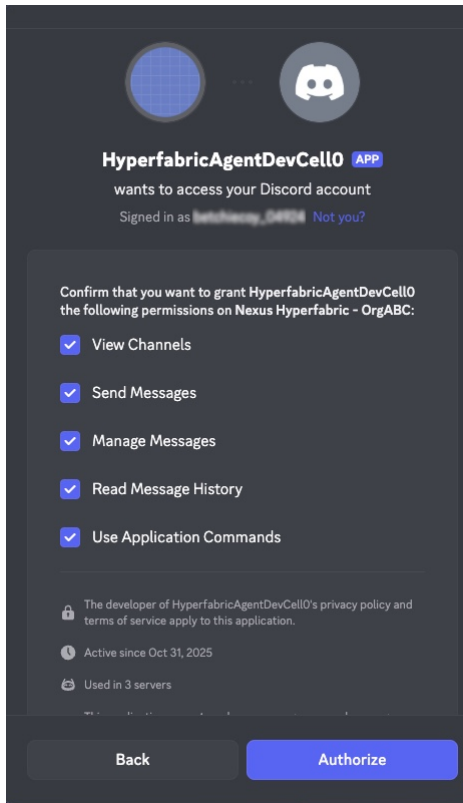 HyperfabricAgentDevCell0 APP
wants to access your Discord account
Signed in as Not you?
Confirm that you want to grant HyperfabricAgentDevCell0
the following permissions on Nexus Hyperfabric - OrgABC:
View Channels
Send Messages
Manage Messages
Read Message History
Use Application Commands
The developer of HyperfabricAgentDevCell0's privacy policy and
terms of service apply to this application.
Active since Oct 31, 2025
Used in 3 servers
Back Authorize